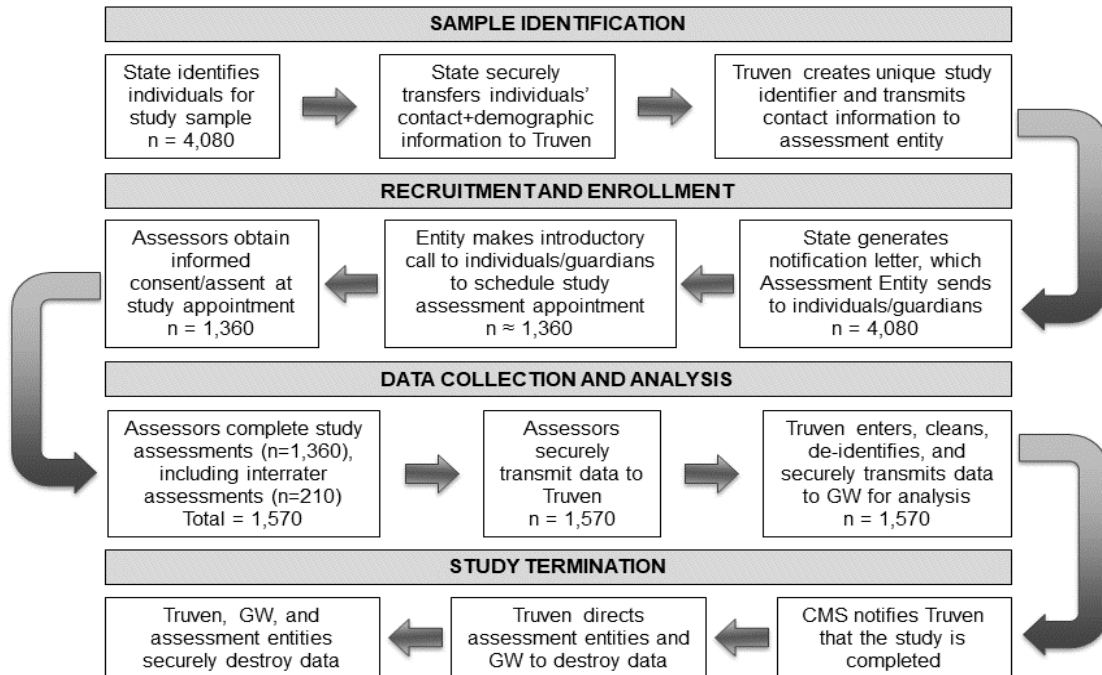 SAMPLE IDENTIFICATION
State identifies
individuals for
study sample
n = 4,080
State securely
transfers individuals'
contact+demographic
information to Truven
Truven creates unique study
identifier and transmits
contact information to
assessment entity
RECRUITMENT AND ENROLLMENT
Assessors obtain
informed
consent/assent at
study appointment
n = 1,360
Entity makes introductory
call to individuals/guardians
to schedule study
assessment appointment
n ≈ 1,360
State generates
notification letter, which
Assessment Entity sends
to individuals/guardians
n = 4,080
DATA COLLECTION AND ANALYSIS
Assessors complete study
assessments (n=1,360),
including interrater
assessments (n=210)
Total = 1,570
Assessors
securely
transmit data to
Truven
n = 1,570
Truven enters, cleans,
de-identifies, and
securely transmits data
to GW for analysis
n = 1,570
STUDY TERMINATION
Truven, GW, and
assessment entities
securely destroy data
Truven directs
assessment entities and
GW to destroy data
CMS notifies Truven
that the study is
completed